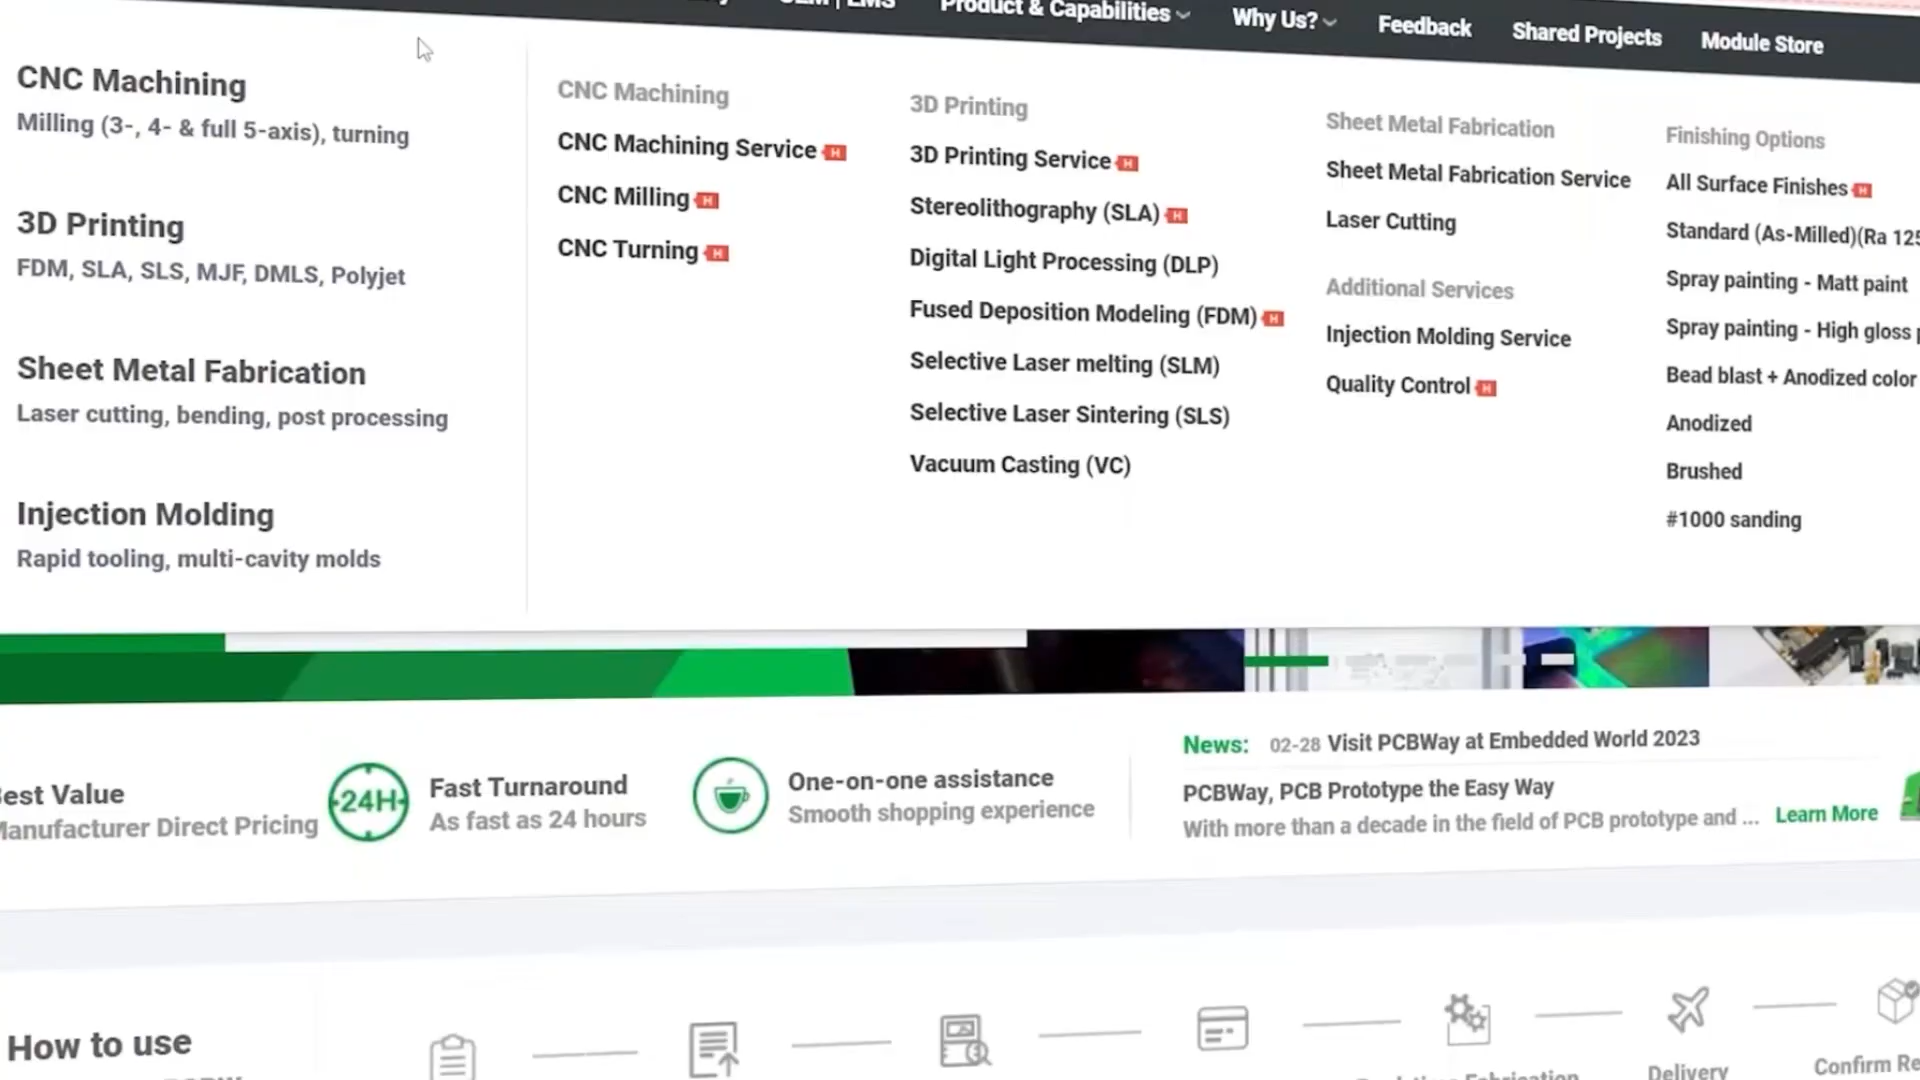 Product & Capabilities
Why Us?
Feedback
Shared Projects
Module Store
CNC Machining
Milling (3-, 4- & full 5-axis), turning
3D Printing
FDM, SLA, SLS, MJF, DMLS, Polyjet
Sheet Metal Fabrication
Laser cutting, bending, post processing
Injection Molding
Rapid tooling, multi-cavity molds
CNC Machining
CNC Machining Service H
CNC Milling H
CNC Turning H
3D Printing
3D Printing Service H
Stereolithography (SLA) H
Digital Light Processing (DLP)
Fused Deposition Modeling (FDM) H
Selective Laser melting (SLM)
Selective Laser Sintering (SLS)
Vacuum Casting (VC)
Sheet Metal Fabrication
Sheet Metal Fabrication Service
Laser Cutting
Additional Services
Injection Molding Service
Quality Control H
Finishing Options
All Surface Finishes H
Standard (As-Milled)(Ra 125
Spray painting - Matt paint
Spray painting - High gloss
Bead blast + Anodized color
Anodized
Brushed
#1000 sanding
Best Value
Manufacturer Direct Pricing
24H
Fast Turnaround
As fast as 24 hours
One-on-one assistance
Smooth shopping experience
News: 02-28 Visit PCBWay at Embedded World 2023
PCBWay, PCB Prototype the Easy Way
With more than a decade in the field of PCB prototype and ... Learn More
How to use
Fabrication
Delivery
Confirm